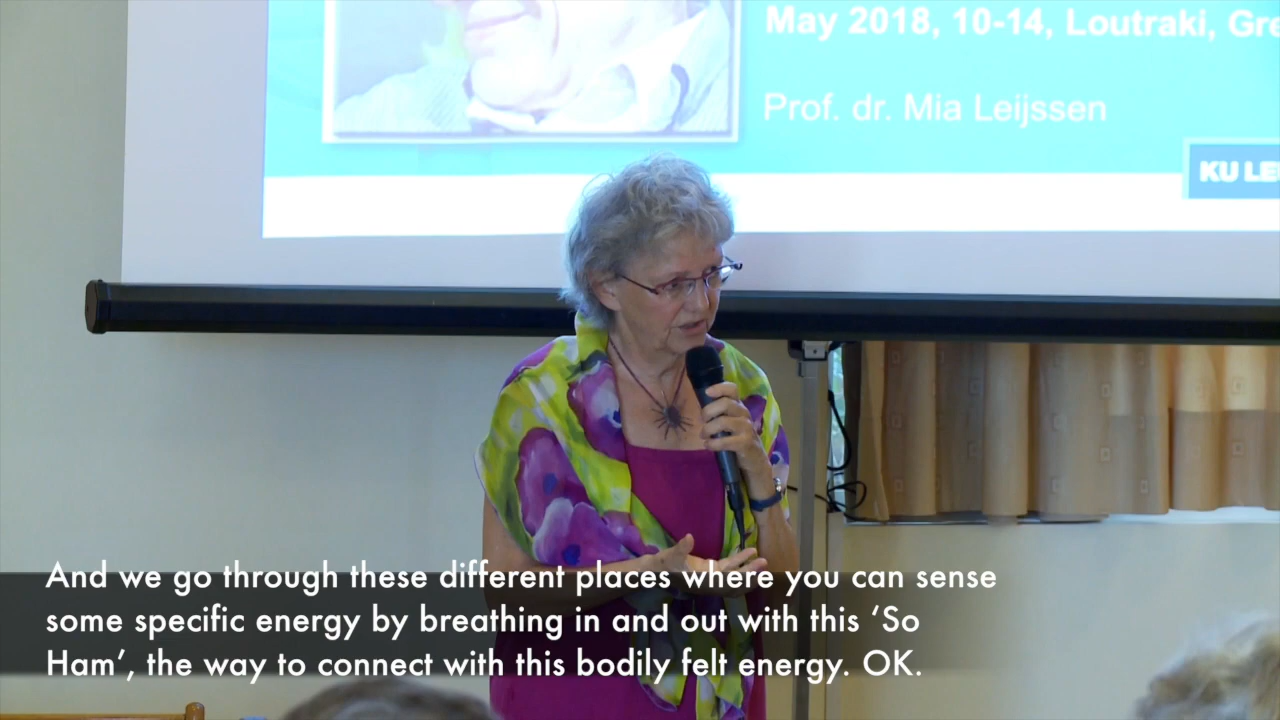 May 2018, 10-14, Loutraki, Gre
Prof. dr. Mia Leijssen
KU LE
And we go through these different places where you can sense
some specific energy by breathing in and out with this ‘So
Ham’, the way to connect with this bodily felt energy. OK.